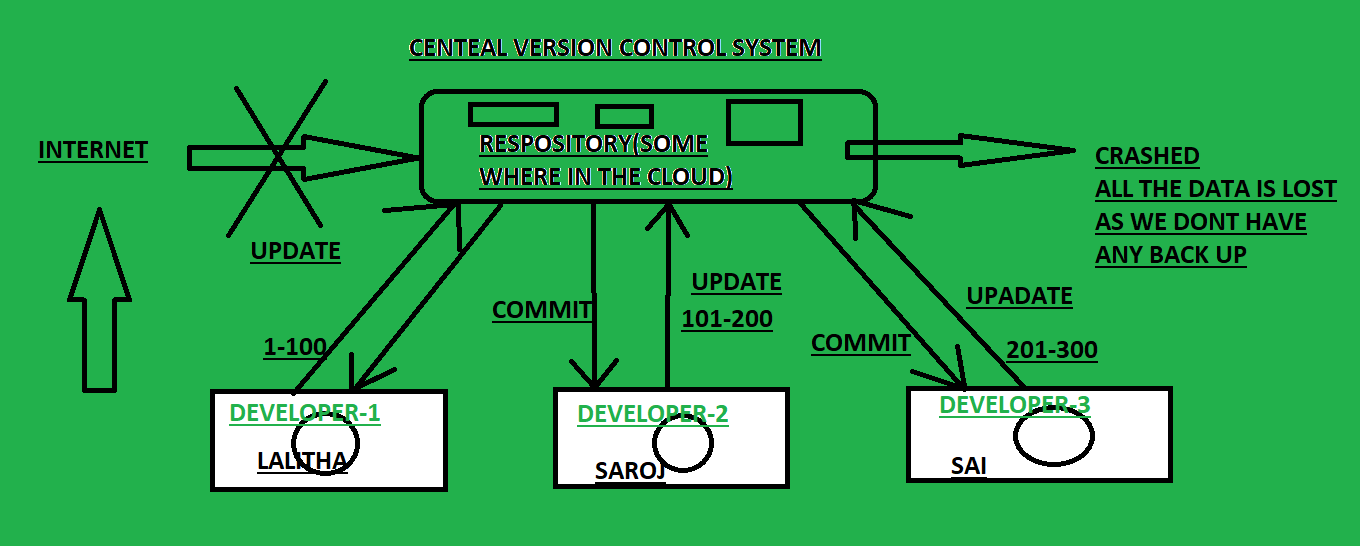 CENTEAL VERSION CONTROL SYSTEM
INTERNET
RESPOSITORY(SOME
WHERE IN THE CLOUD)
CRASHED
ALL THE DATA IS LOST
AS WE DONT HAVE
ANY BACK UP
UPDATE
1-100
COMMIT
UPDATE
101-200
COMMIT
UPADATE
201-300
DEVELOPER-1
LALITHA
DEVELOPER-2
SAROJ
DEVELOPER-3
SAI